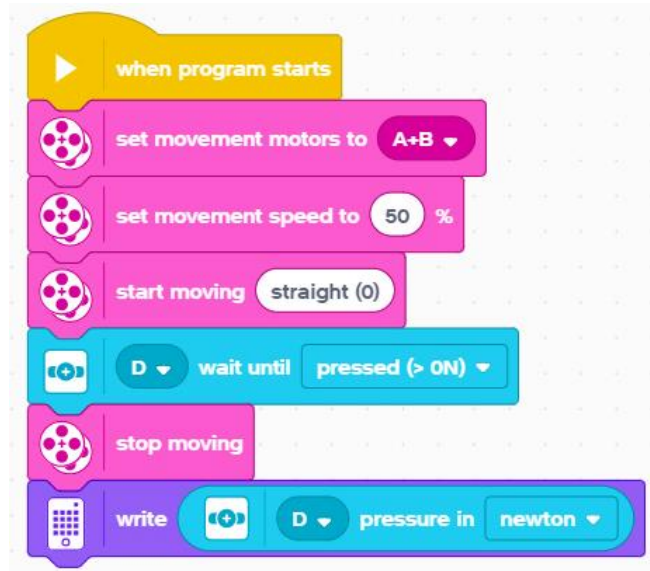 when program starts
set movement motors to A+B
set movement speed to 50 %
start moving straight (0)
D wait until pressed (> 0N)
stop moving
write D pressure in newton